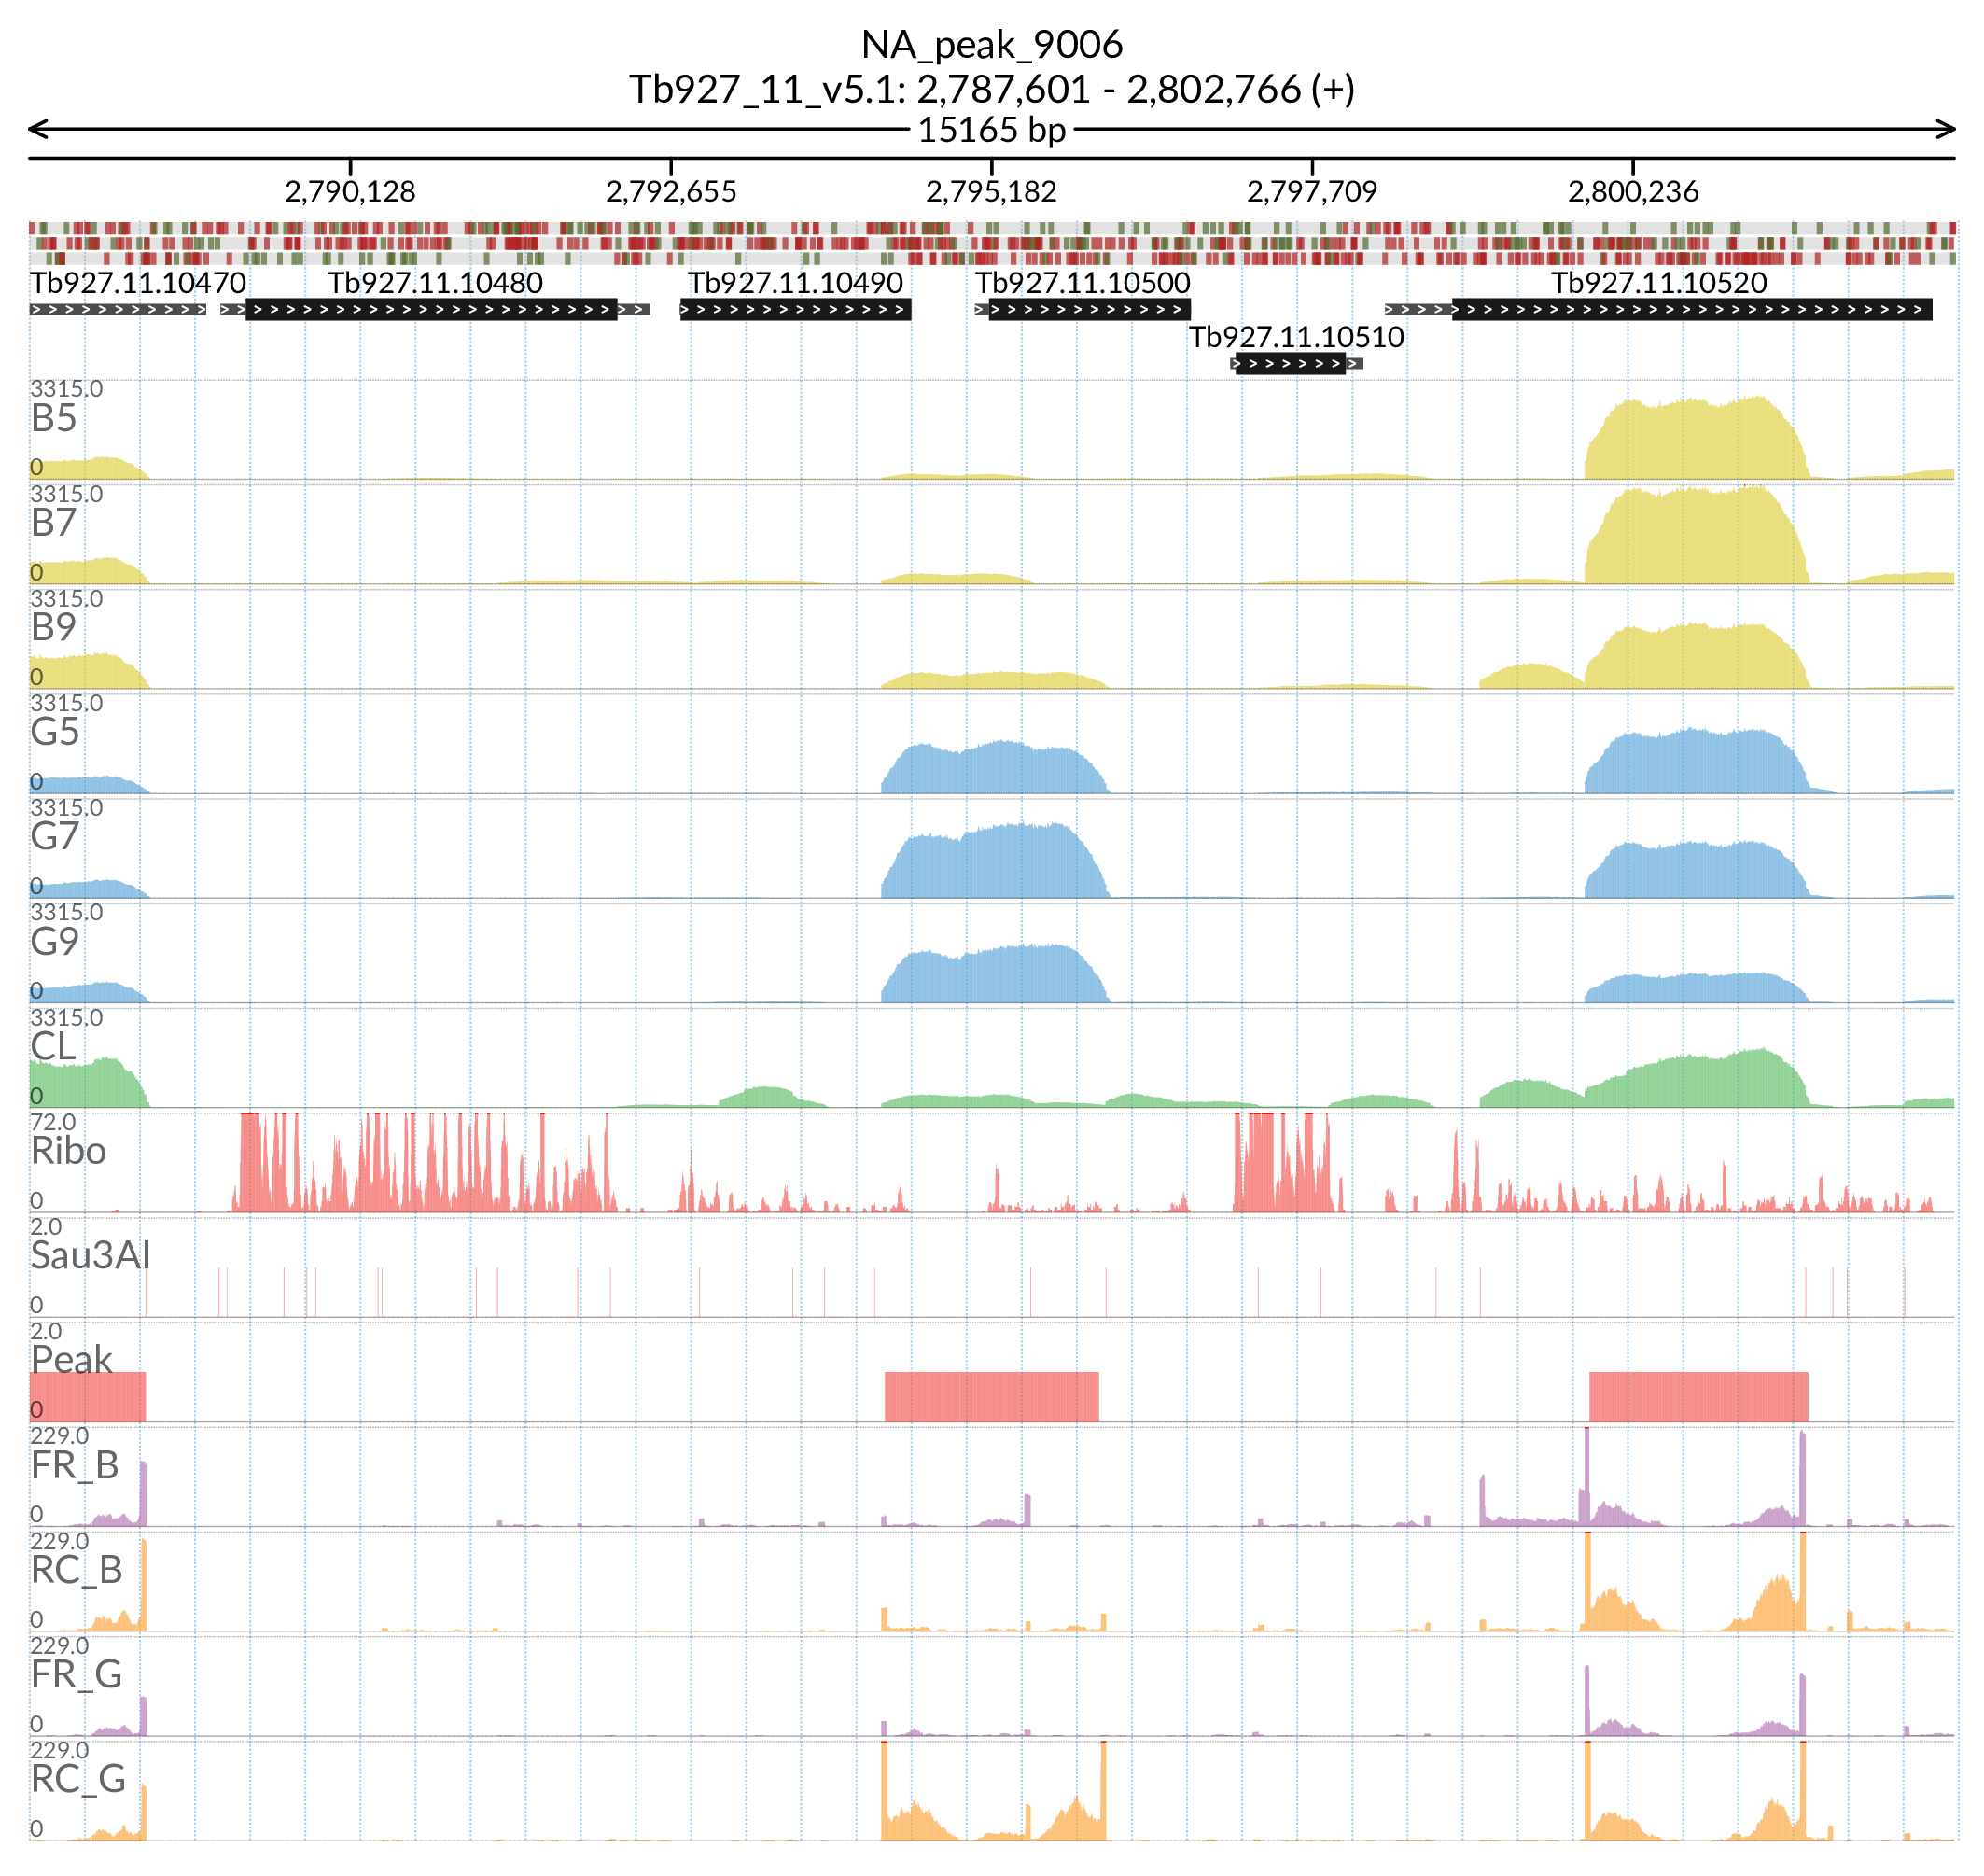 NA_peak_9006
Tb927_11_v5.1: 2,787,601 - 2,802,766 (+)
15165 bp
2,790,128 2,792,655 2,795,182 2,797,709 2,800,236
Tb927.11.10470 Tb927.11.10480 Tb927.11.10490 Tb927.11.10500 Tb927.11.10520
Tb927.11.10510
3315.0
B5
0
3315.0
B7
0
3315.0
B9
0
3315.0
G5
0
3315.0
G7
0
3315.0
G9
0
3315.0
CL
0
72.0
Ribo
0
2.0
Sau3AI
0
2.0
Peak
0
229.0
FR_B
0
229.0
RC_B
0
229.0
FR_G
0
229.0
RC_G
0